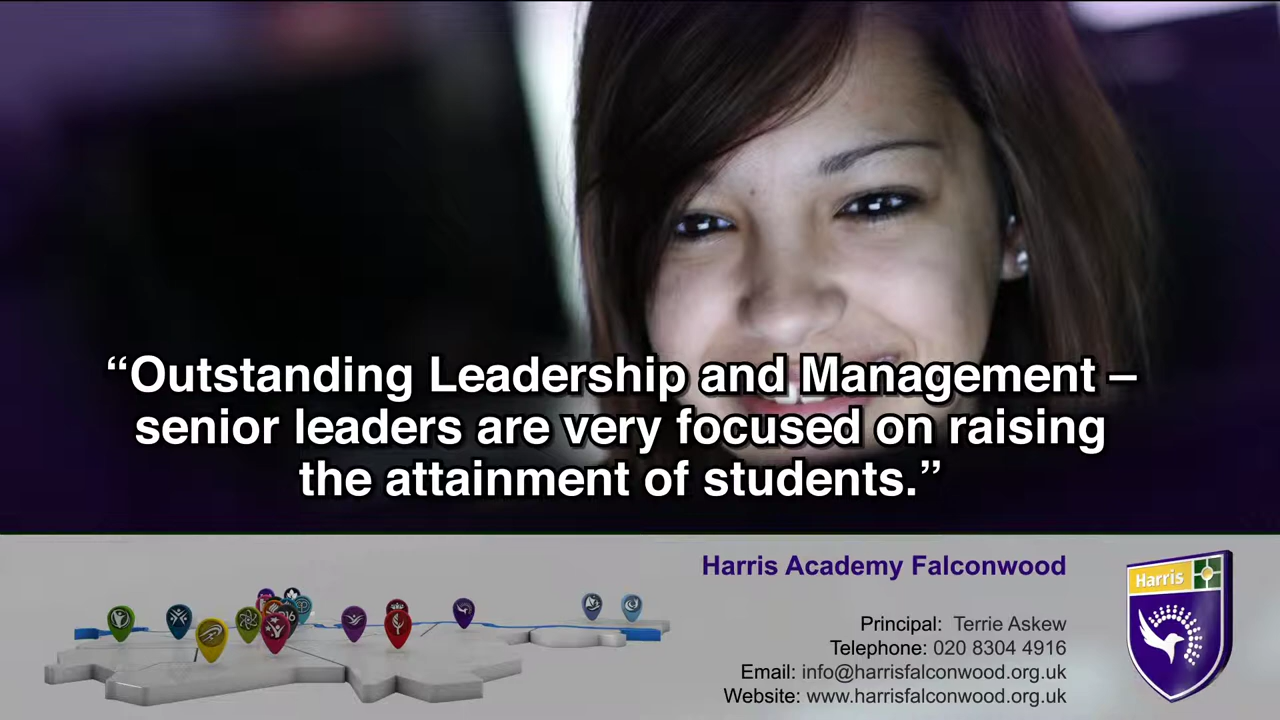 “Outstanding Leadership and Management –
senior leaders are very focused on raising
the attainment of students.”
Harris Academy Falconwood
Principal: Terrie Askew
Telephone: 020 8304 4916
Email: info@harrisfalconwood.org.uk
Website: www.harrisfalconwood.org.uk
Harris